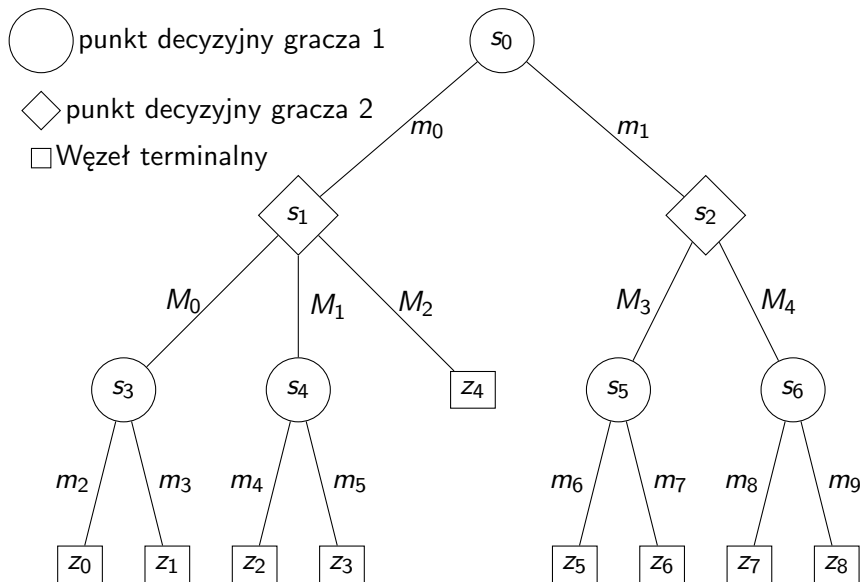 punkt decyzyjny gracza 1
s₀
punkt decyzyjny gracza 2
m₀
m₁
Węzeł terminalny
s₁
s₂
M₀
M₁
M₂
M₃
M₄
s₃
s₄
z₄
s₅
s₆
m₂
m₃
m₄
m₅
m₆
m₇
m₈
m₉
z₀
z₁
z₂
z₃
z₅
z₆
z₇
z₈